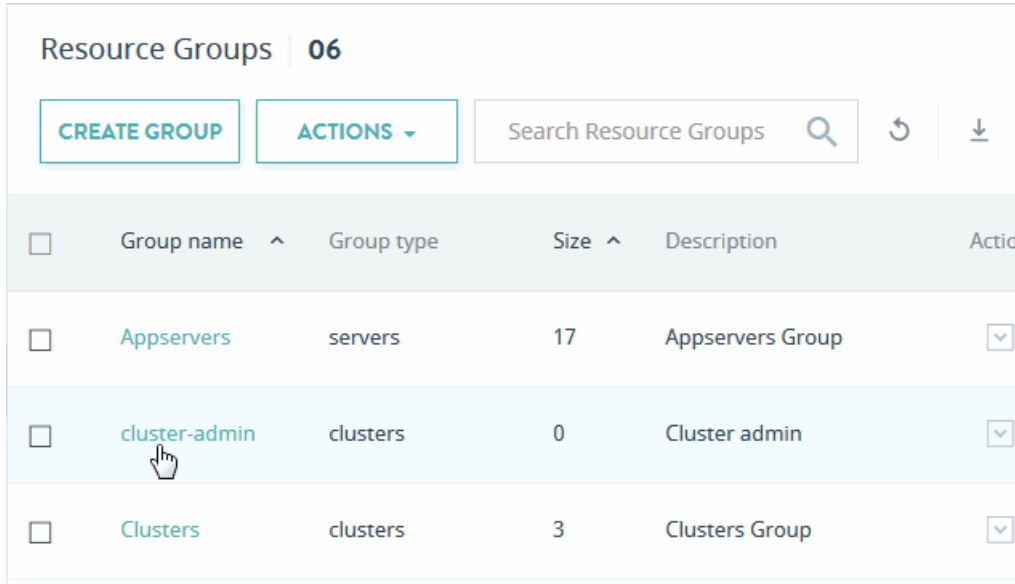 Resource Groups 06
CREATE GROUP ACTIONS Search Resource Groups
Group name Group type Size Description Actio
Appservers servers 17 Appservers Group
cluster-admin clusters 0 Cluster admin
Clusters clusters 3 Clusters Group